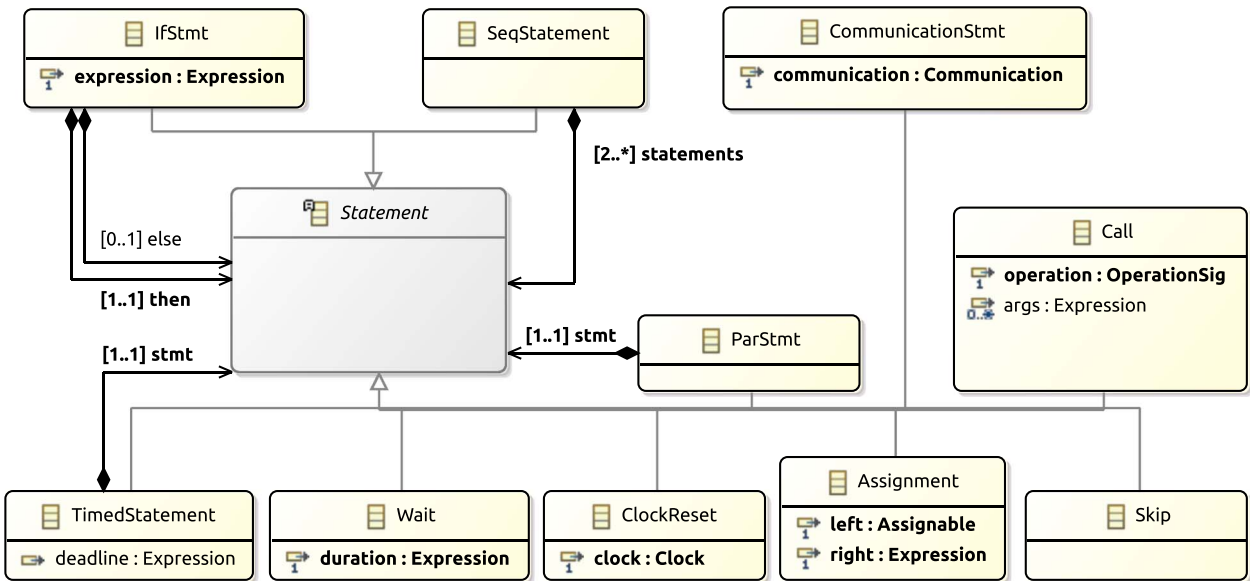 IfStmt
1 expression : Expression
SeqStatement
CommunicationStmt
1 communication : Communication
[2..*] statements
Statement
[0..1] else
[1..1] then
Call
1 operation : OperationSig
0..* args : Expression
[1..1] stmt
ParStmt
[1..1] stmt
TimedStatement
deadline : Expression
Wait
1 duration : Expression
ClockReset
1 clock : Clock
Assignment
1 left : Assignable
1 right : Expression
Skip